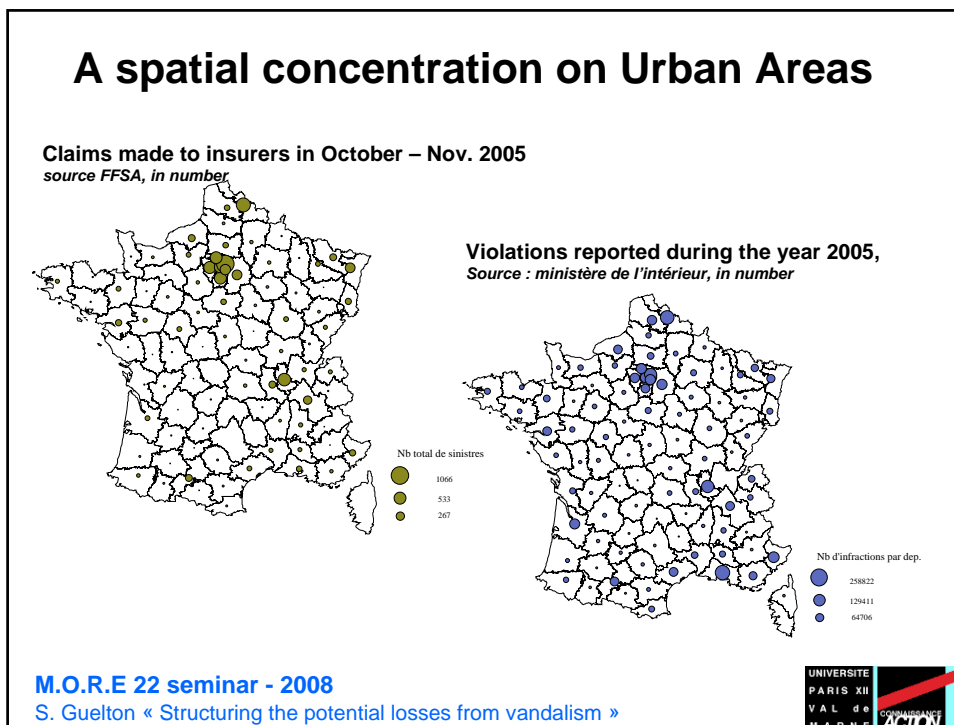 A spatial concentration on Urban Areas
Claims made to insurers in October – Nov. 2005
source FFSA, in number
Violations reported during the year 2005,
Source : ministère de l'intérieur, in number
Nb total de sinistres
1066
533
267
Nb d'infractions par dep.
258822
129411
64706
M.O.R.E 22 seminar - 2008
S. Guelton « Structuring the potential losses from vandalism »
UNIVERSITE
PARIS XII
VAL de
MARNE
CONNAISSANCE
ACTION